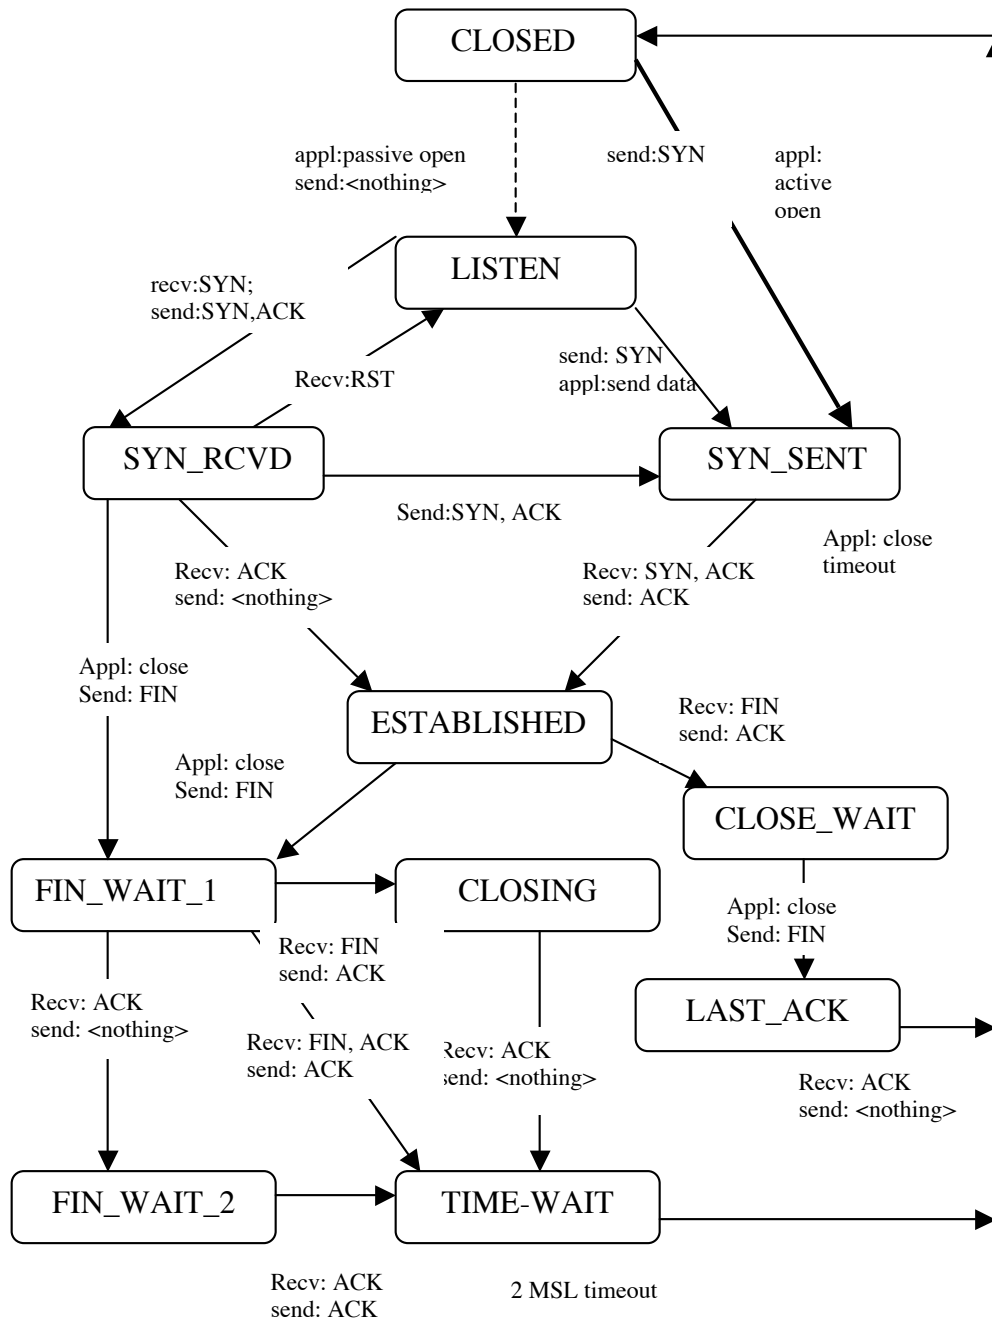 CLOSED
appl:passive open
send:<nothing>
send:SYN
appl:
active
open
LISTEN
recv:SYN;
send:SYN,ACK
send: SYN
appl:send data
Recv:RST
SYN_RCVD
SYN_SENT
Send:SYN, ACK
Appl: close
timeout
Recv: ACK
send: <nothing>
Recv: SYN, ACK
send: ACK
Appl: close
Send: FIN
ESTABLISHED
Recv: FIN
send: ACK
Appl: close
Send: FIN
CLOSE_WAIT
FIN_WAIT_1
CLOSING
Appl: close
Send: FIN
Recv: FIN
send: ACK
Recv: ACK
send: <nothing>
LAST_ACK
Recv: FIN, ACK
send: ACK
Recv: ACK
send: <nothing>
Recv: ACK
send: <nothing>
FIN_WAIT_2
TIME-WAIT
Recv: ACK
send: ACK
2 MSL timeout